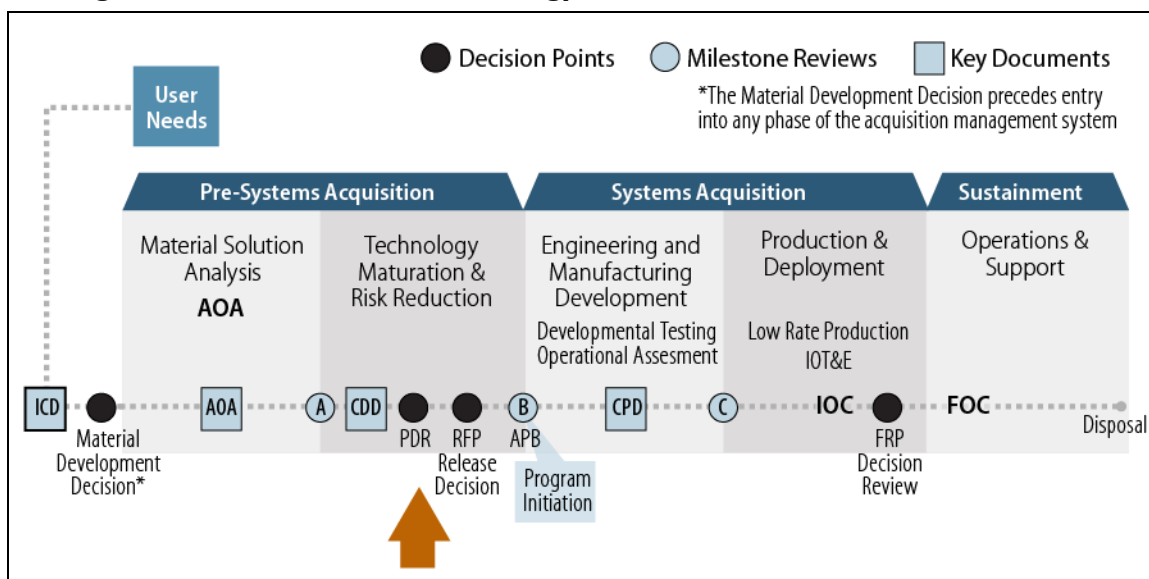 Decision Points
Milestone Reviews
Key Documents
*The Material Development Decision precedes entry
into any phase of the acquisition management system
User
Needs
Pre-Systems Acquisition
Systems Acquisition
Sustainment
Material Solution
Analysis
AOA
Technology
Maturation &
Risk Reduction
Engineering and
Manufacturing
Development
Developmental Testing
Operational Assesment
Production &
Deployment
Low Rate Production
IOT&E
Operations &
Support
ICD
AOA
A
CDD
B
CPD
C
IOC
FOC
Disposal
Material
Development
Decision*
PDR
RFP
Release
Decision
APB
Program
Initiation
FRP
Decision
Review